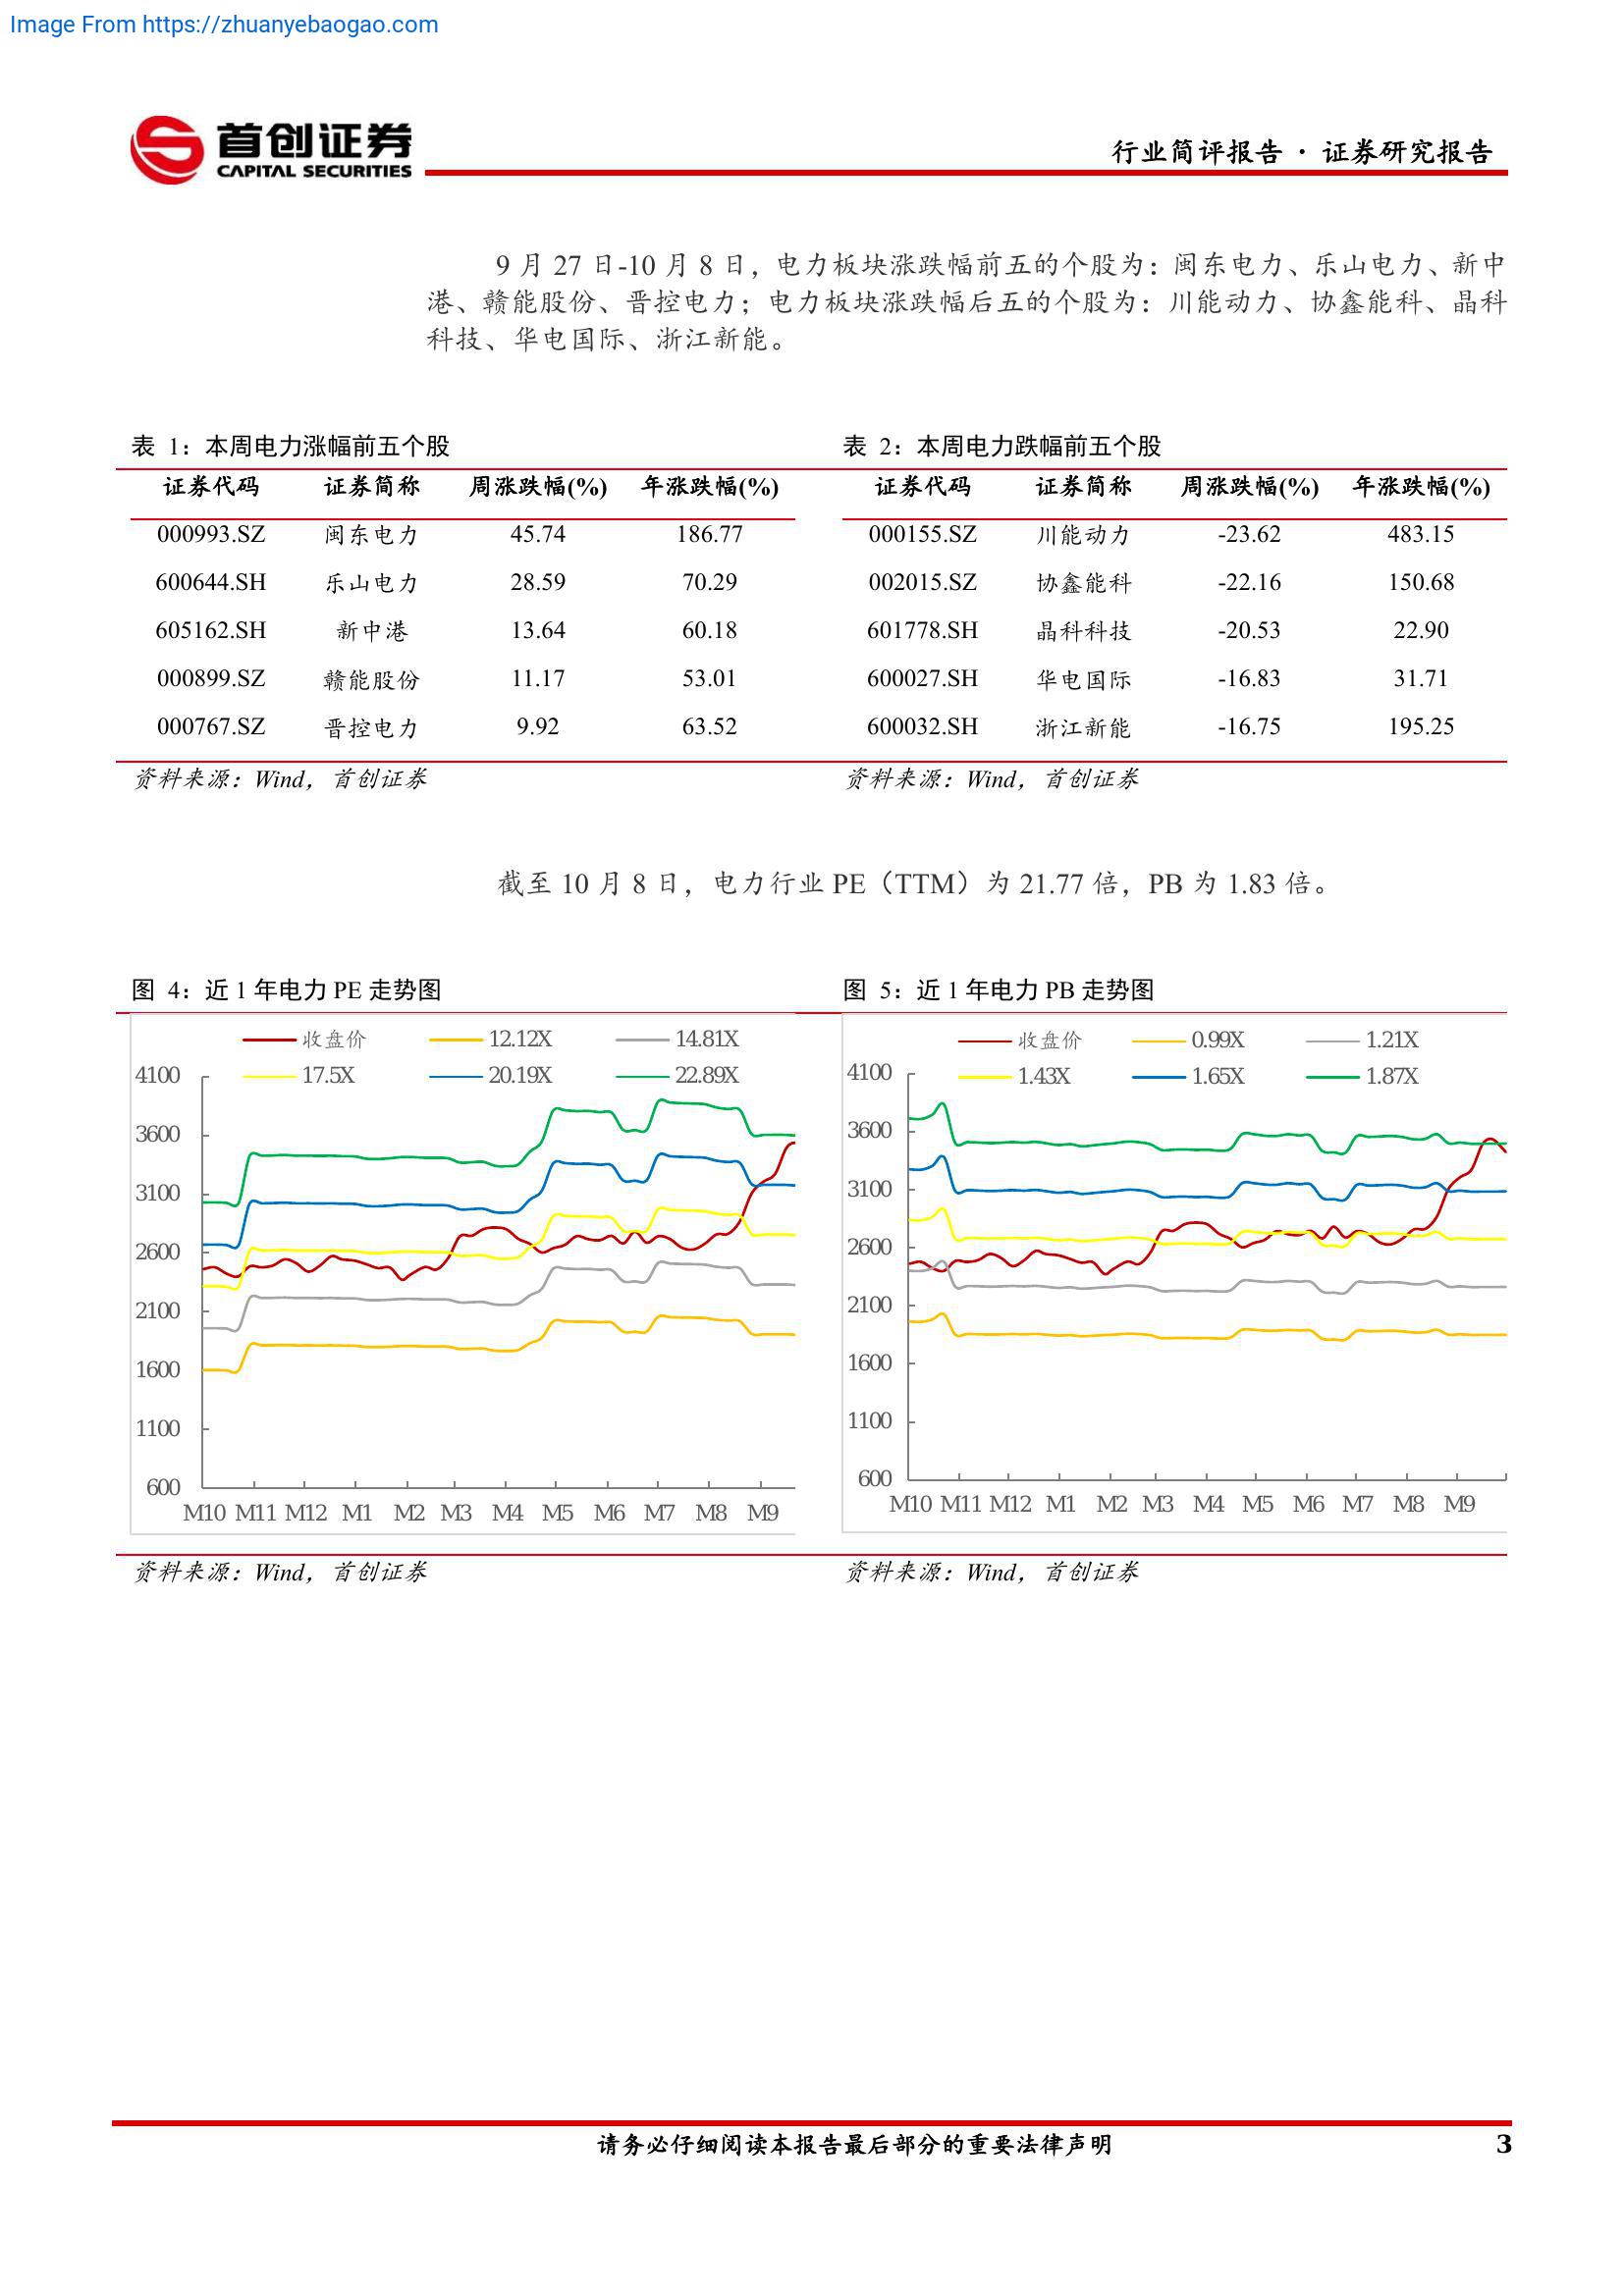 Image From https://zhuanyebaogao.com
首创证券
CAPITAL SECURITIES
行业简评报告 · 证券研究报告
9 月 27 日-10 月 8 日，电力板块涨跌幅前五的个股为：闽东电力、乐山电力、新中
港、赣能股份、晋控电力；电力板块涨跌幅后五的个股为：川能动力、协鑫能科、晶科
科技、华电国际、浙江新能。
表 1：本周电力涨幅前五个股
证券代码 证券简称 周涨跌幅(%) 年涨跌幅(%)
000993.SZ 闽东电力 45.74 186.77
600644.SH 乐山电力 28.59 70.29
605162.SH 新中港 13.64 60.18
000899.SZ 赣能股份 11.17 53.01
000767.SZ 晋控电力 9.92 63.52
资料来源：Wind，首创证券
表 2：本周电力跌幅前五个股
证券代码 证券简称 周涨跌幅(%) 年涨跌幅(%)
000155.SZ 川能动力 -23.62 483.15
002015.SZ 协鑫能科 -22.16 150.68
601778.SH 晶科科技 -20.53 22.90
600027.SH 华电国际 -16.83 31.71
600032.SH 浙江新能 -16.75 195.25
资料来源：Wind，首创证券
截至 10 月 8 日，电力行业 PE（TTM）为 21.77 倍，PB 为 1.83 倍。
图 4：近 1 年电力 PE 走势图
收盘价 12.12X 14.81X
17.5X 20.19X 22.89X
4100
3600
3100
2600
2100
1600
1100
600
M10 M11 M12 M1 M2 M3 M4 M5 M6 M7 M8 M9
资料来源：Wind，首创证券
图 5：近 1 年电力 PB 走势图
收盘价 0.99X 1.21X
1.43X 1.65X 1.87X
4100
3600
3100
2600
2100
1600
1100
600
M10 M11 M12 M1 M2 M3 M4 M5 M6 M7 M8 M9
资料来源：Wind，首创证券
请务必仔细阅读本报告最后部分的重要法律声明
3